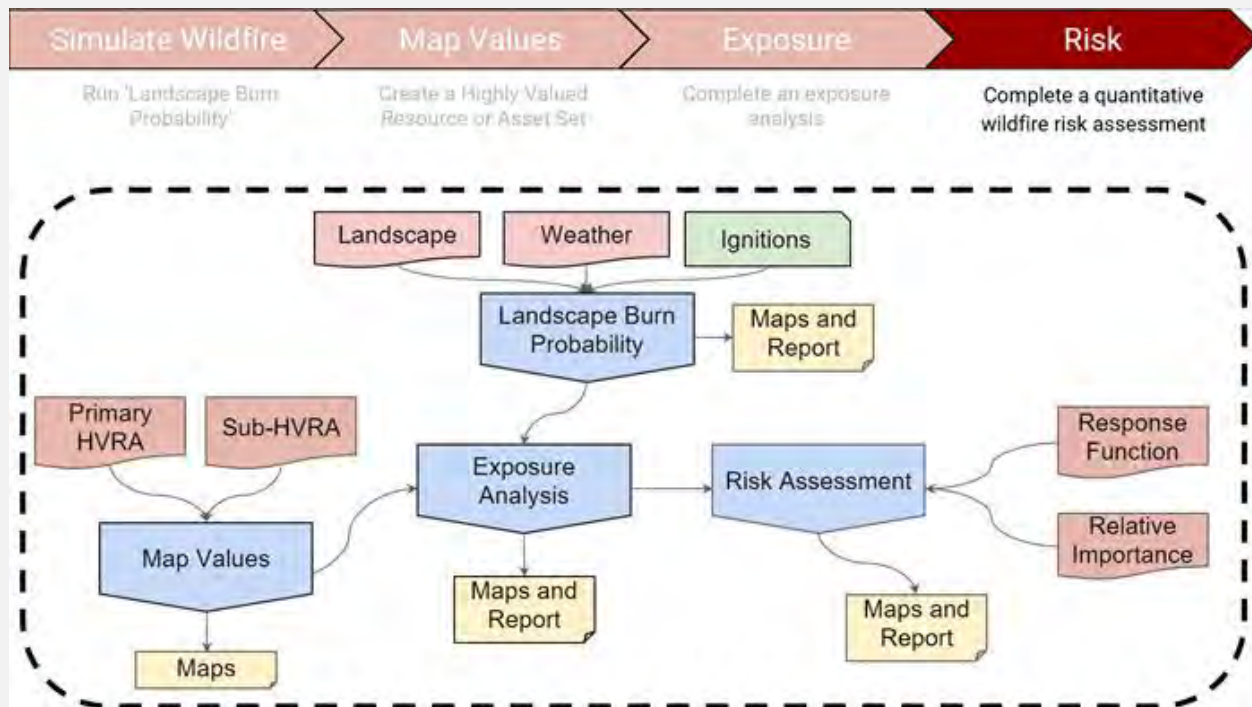 Simulate Wildfire
Map Values
Exposure
Risk
Run 'Landscape Burn
Probability'
Create a Highly Valued
Resource or Asset Set
Complete an exposure
analysis
Complete a quantitative
wildfire risk assessment
Landscape
Weather
Ignitions
Landscape Burn
Probability
Maps and
Report
Primary
HVRA
Sub-HVRA
Exposure
Analysis
Risk Assessment
Response
Function
Map Values
Relative
Importance
Maps and
Report
Maps and
Report
Maps